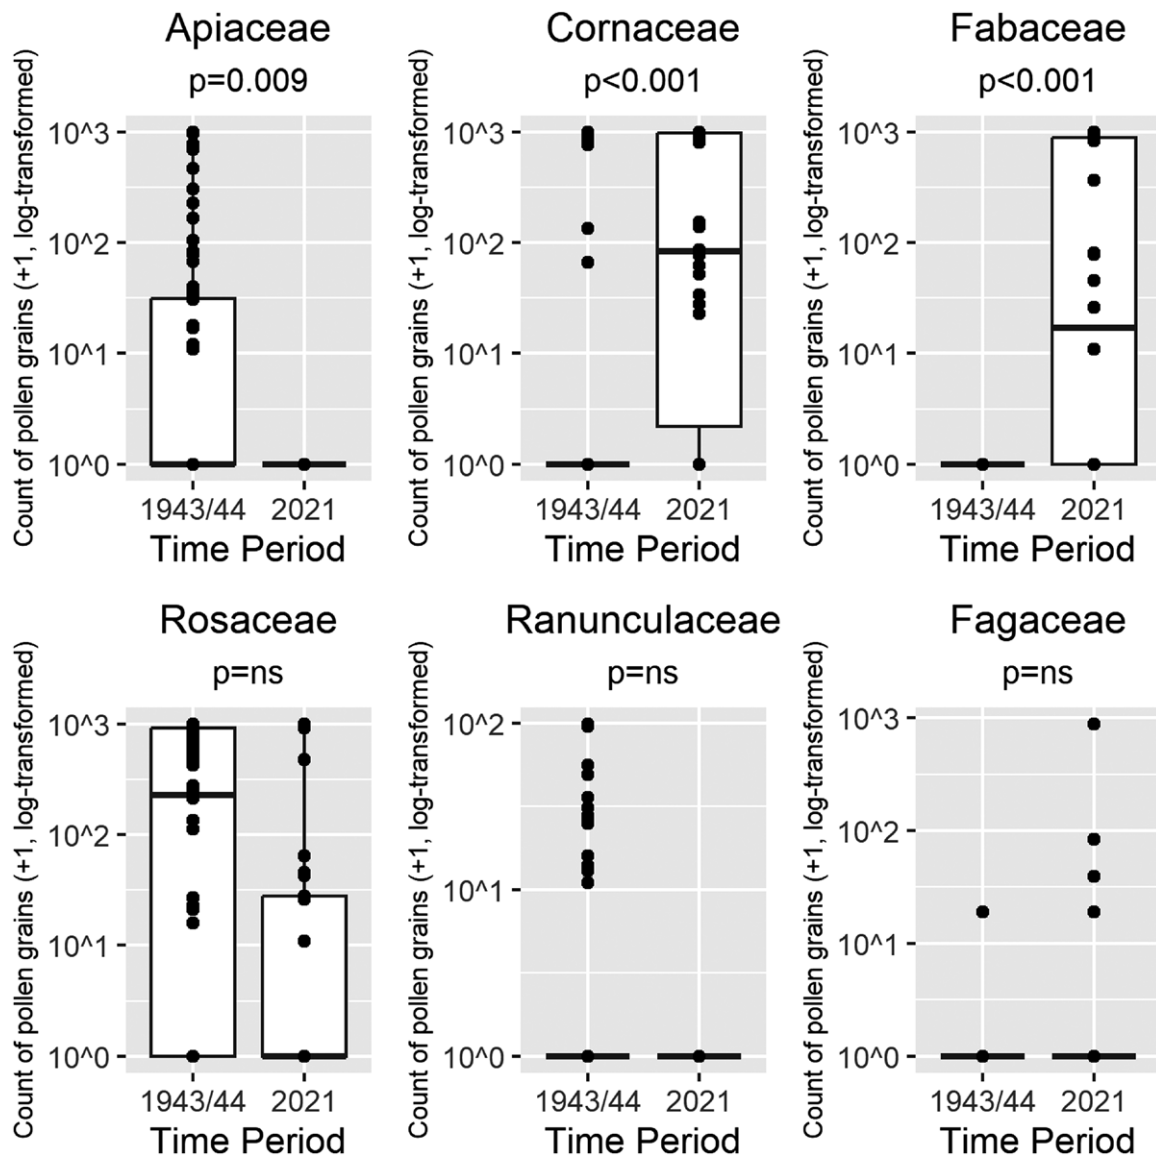 Apiaceae
p=0.009
Count of pollen grains (+1, log-transformed)
10^3
10^2
10^1
10^0
1943/44 2021
Time Period
Cornaceae
p<0.001
Count of pollen grains (+1, log-transformed)
10^3
10^2
10^1
10^0
1943/44 2021
Time Period
Fabaceae
p<0.001
Count of pollen grains (+1, log-transformed)
10^3
10^2
10^1
10^0
1943/44 2021
Time Period
Rosaceae
p=ns
Count of pollen grains (+1, log-transformed)
10^3
10^2
10^1
10^0
1943/44 2021
Time Period
Ranunculaceae
p=ns
Count of pollen grains (+1, log-transformed)
10^2
10^1
10^0
1943/44 2021
Time Period
Fagaceae
p=ns
Count of pollen grains (+1, log-transformed)
10^3
10^2
10^1
10^0
1943/44 2021
Time Period